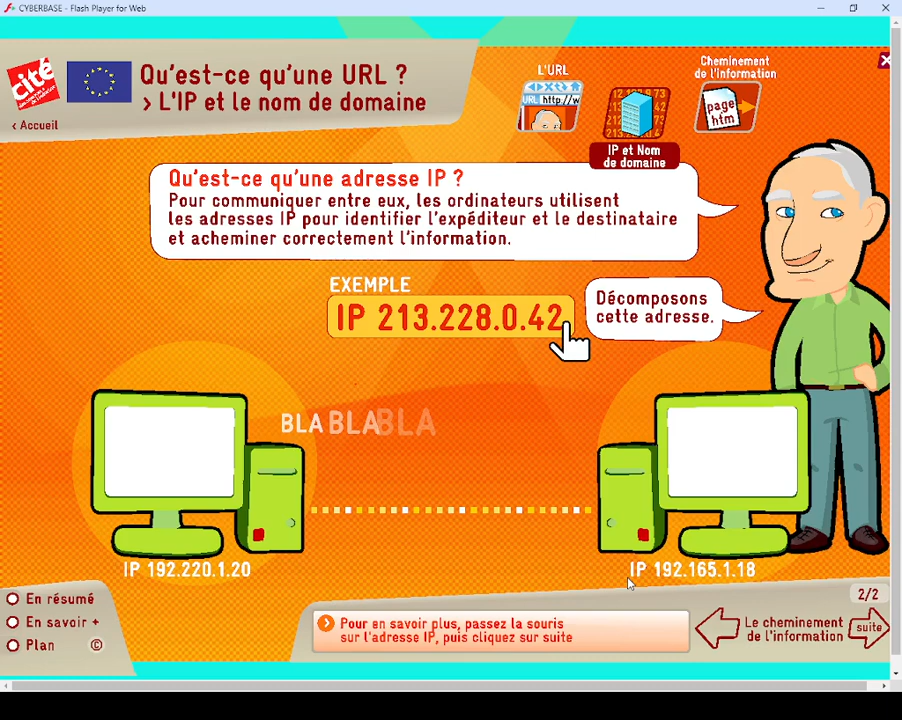 CYBERBASE - Flash Player for Web
cité
Qu'est-ce qu'une URL ?
› L'IP et le nom de domaine
‹ Accueil
L'URL
URL http://w
IP et Nom
de domaine
Cheminement
de l'information
page
htm
Qu'est-ce qu'une adresse IP ?
Pour communiquer entre eux, les ordinateurs utilisent
les adresses IP pour identifier l'expéditeur et le destinataire
et acheminer correctement l'information.
EXEMPLE
IP 213.228.0.42
Décomposons
cette adresse.
BLA BLA BLA
IP 192.220.1.20
IP 192.165.1.18
En résumé
En savoir +
Plan ©
Pour en savoir plus, passez la souris
sur l'adresse IP, puis cliquez sur suite
2/2
Le cheminement
de l'information
suite